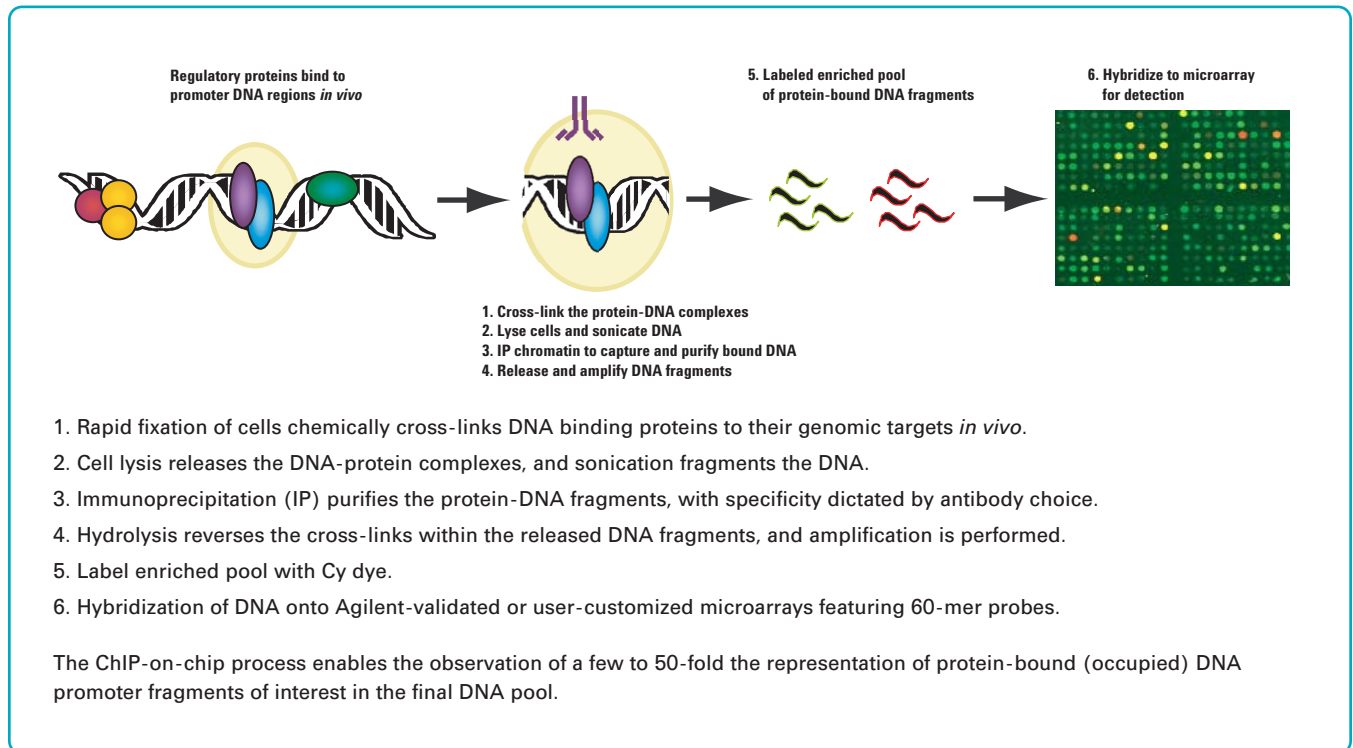 Regulatory proteins bind to
promoter DNA regions in vivo
5. Labeled enriched pool
of protein-bound DNA fragments
6. Hybridize to microarray
for detection
1. Cross-link the protein-DNA complexes
2. Lyse cells and sonicate DNA
3. IP chromatin to capture and purify bound DNA
4. Release and amplify DNA fragments
1. Rapid fixation of cells chemically cross-links DNA binding proteins to their genomic targets in vivo.
2. Cell lysis releases the DNA-protein complexes, and sonication fragments the DNA.
3. Immunoprecipitation (IP) purifies the protein-DNA fragments, with specificity dictated by antibody choice.
4. Hydrolysis reverses the cross-links within the released DNA fragments, and amplification is performed.
5. Label enriched pool with Cy dye.
6. Hybridization of DNA onto Agilent-validated or user-customized microarrays featuring 60-mer probes.
The ChIP-on-chip process enables the observation of a few to 50-fold the representation of protein-bound (occupied) DNA
promoter fragments of interest in the final DNA pool.